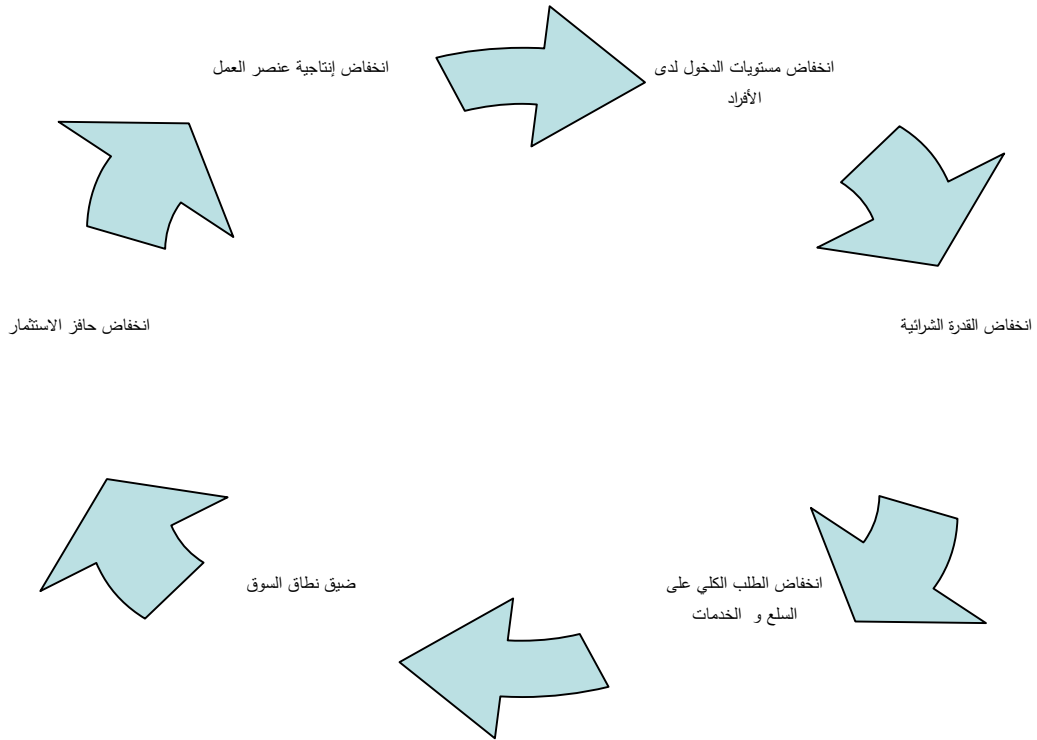 انخفاض مستويات الدخول لدى
الأفراد
انخفاض القدرة الشرائية
انخفاض الطلب الكلي على
السلع و الخدمات
ضيق نطاق السوق
انخفاض حافز الاستثمار
انخفاض إنتاجية عنصر العمل